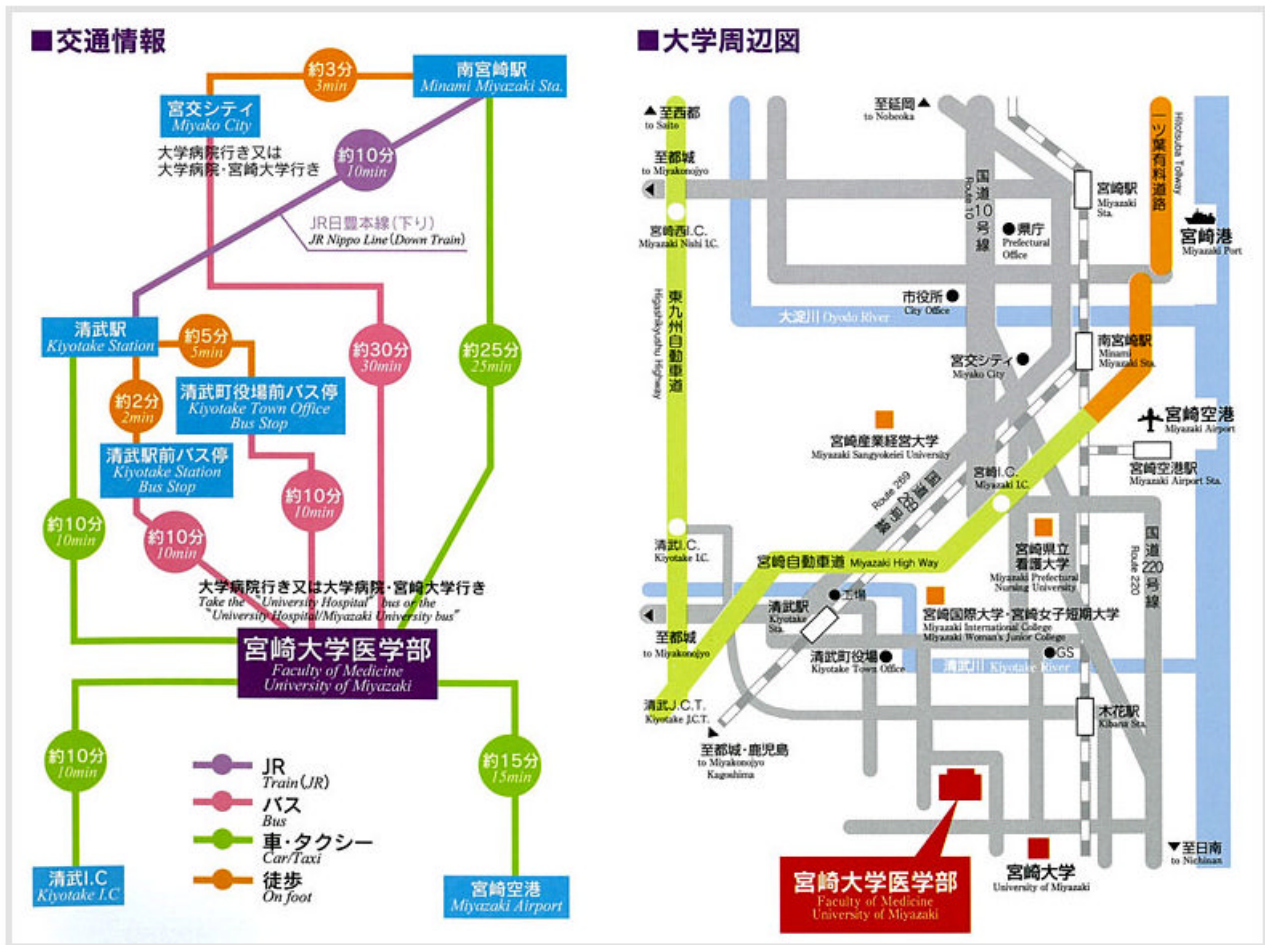 ■交通情報
約3分
3min
南宮崎駅
Minami Miyazaki Sta.
宮交シティ
Miyako City
大学病院行き又は
大学病院・宮崎大学行き
約10分
10min
JR日豊本線(下り)
JR Nippo Line(Down Train)
清武駅
Kiyotake Station
約5分
5min
約30分
30min
約25分
25min
約2分
2min
清武町役場前バス停
Kiyotake Town Office
Bus Stop
清武駅前バス停
Kiyotake Station
Bus Stop
約10分
10min
約10分
10min
約10分
10min
大学病院行き又は大学病院・宮崎大学行き
Take the "University Hospital" bus or the
"University Hospital/Miyazaki University bus"
宮崎大学医学部
Faculty of Medicine
University of Miyazaki
約10分
10min
約15分
15min
JR
Train(JR)
バス
Bus
車・タクシー
Car/Taxi
徒歩
On foot
清武I.C
Kiyotake I.C
宮崎空港
Miyazaki Airport
■大学周辺図
▲至西都
to Saito
至延岡▲
to Nobeoka
至都城
to Miyakonojyo
一ツ葉有料道路
Hitotsuba Tollway
国道10号線
Route 10
宮崎駅
Miyazaki
Sta.
宮崎西I.C.
Miyazaki Nishi I.C.
●県庁
Prefectural
Office
宮崎港
Miyazaki Port
東九州自動車道
Higashikyushu Highway
市役所●
City Office
大淀川 Oyodo River
南宮崎駅
Minami
Miyazaki Sta.
宮交シティ●
Miyako City
宮崎空港
Miyazaki Airport
宮崎産業経営大学
Miyazaki Sangyokeiei University
宮崎空港駅
Miyazaki Airport Sta.
宮崎I.C.
Miyazaki I.C.
Route 269
国道269号線
清武I.C.
Kiyotake I.C.
宮崎自動車道 Miyazaki High Way
宮崎県立
看護大学
Miyazaki Prefectural
Nursing University
国道220号線
Route 220
●工場
清武駅
Kiyotake
Sta.
宮崎国際大学・宮崎女子短期大学
Miyazaki International College
Miyazaki Woman's Junior College
至都城
to Miyakonojyo
清武町役場●
Kiyotake Town Office
●GS
清武川 Kiyotake River
清武J.C.T.
Kiyotake J.C.T.
木花駅
Kibana Sta.
至都城・鹿児島
to Miyakonojyo
Kagoshima
宮崎大学医学部
Faculty of Medicine
University of Miyazaki
宮崎大学
University of Miyazaki
▼至日南
to Nichinan